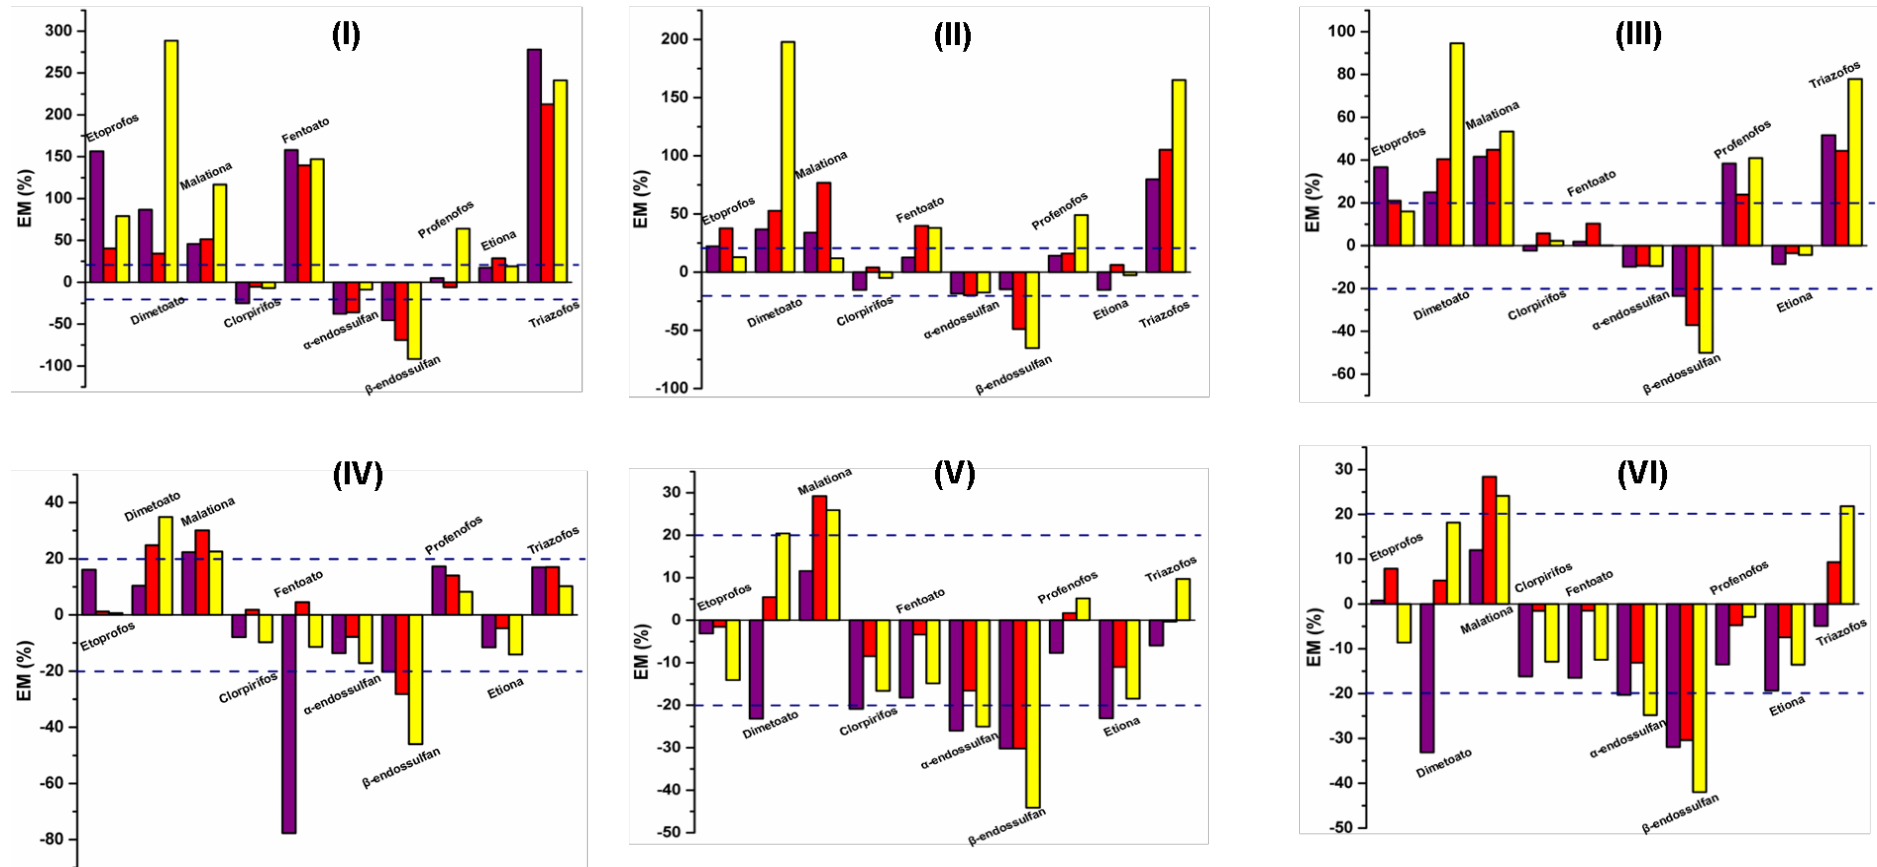 (I)
300
250
200
150
100
50
0
-50
-100
EM (%)
Etoprofos
Dimetoato
Malationa
Clorpirifos
Fentoato
α-endossulfan
β-endossulfan
Profenofos
Etiona
Triazofos
(II)
200
150
100
50
0
-50
-100
EM (%)
Etoprofos
Dimetoato
Malationa
Clorpirifos
Fentoato
α-endossulfan
β-endossulfan
Profenofos
Etiona
Triazofos
(III)
100
80
60
40
20
0
-20
-40
-60
EM (%)
Etoprofos
Dimetoato
Malationa
Clorpirifos
Fentoato
α-endossulfan
β-endossulfan
Profenofos
Etiona
Triazofos
(IV)
40
20
0
-20
-40
-60
-80
EM (%)
Etoprofos
Dimetoato
Malationa
Clorpirifos
Fentoato
α-endossulfan
β-endossulfan
Profenofos
Etiona
Triazofos
(V)
30
20
10
0
-10
-20
-30
-40
-50
EM (%)
Etoprofos
Dimetoato
Malationa
Clorpirifos
Fentoato
α-endossulfan
β-endossulfan
Profenofos
Etiona
Triazofos
(VI)
30
20
10
0
-10
-20
-30
-40
-50
EM (%)
Etoprofos
Dimetoato
Malationa
Clorpirifos
Fentoato
α-endossulfan
β-endossulfan
Profenofos
Etiona
Triazofos